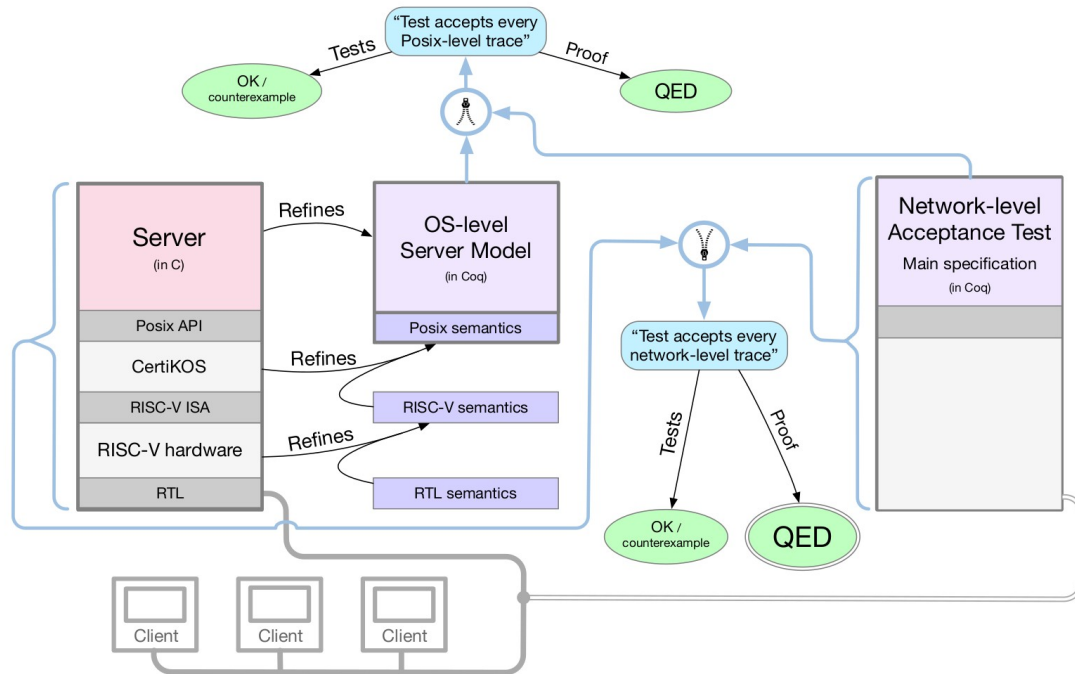 “Test accepts every
Posix-level trace”
Tests
Proof
OK /
counterexample
QED
Server
(in C)
Posix API
CertiKOS
RISC-V ISA
RISC-V hardware
RTL
Refines
OS-level
Server Model
(in Coq)
Posix semantics
Refines
RISC-V semantics
Refines
RTL semantics
Network-level
Acceptance Test
Main specification
(in Coq)
“Test accepts every
network-level trace”
Tests
Proof
OK /
counterexample
QED
Client
Client
Client